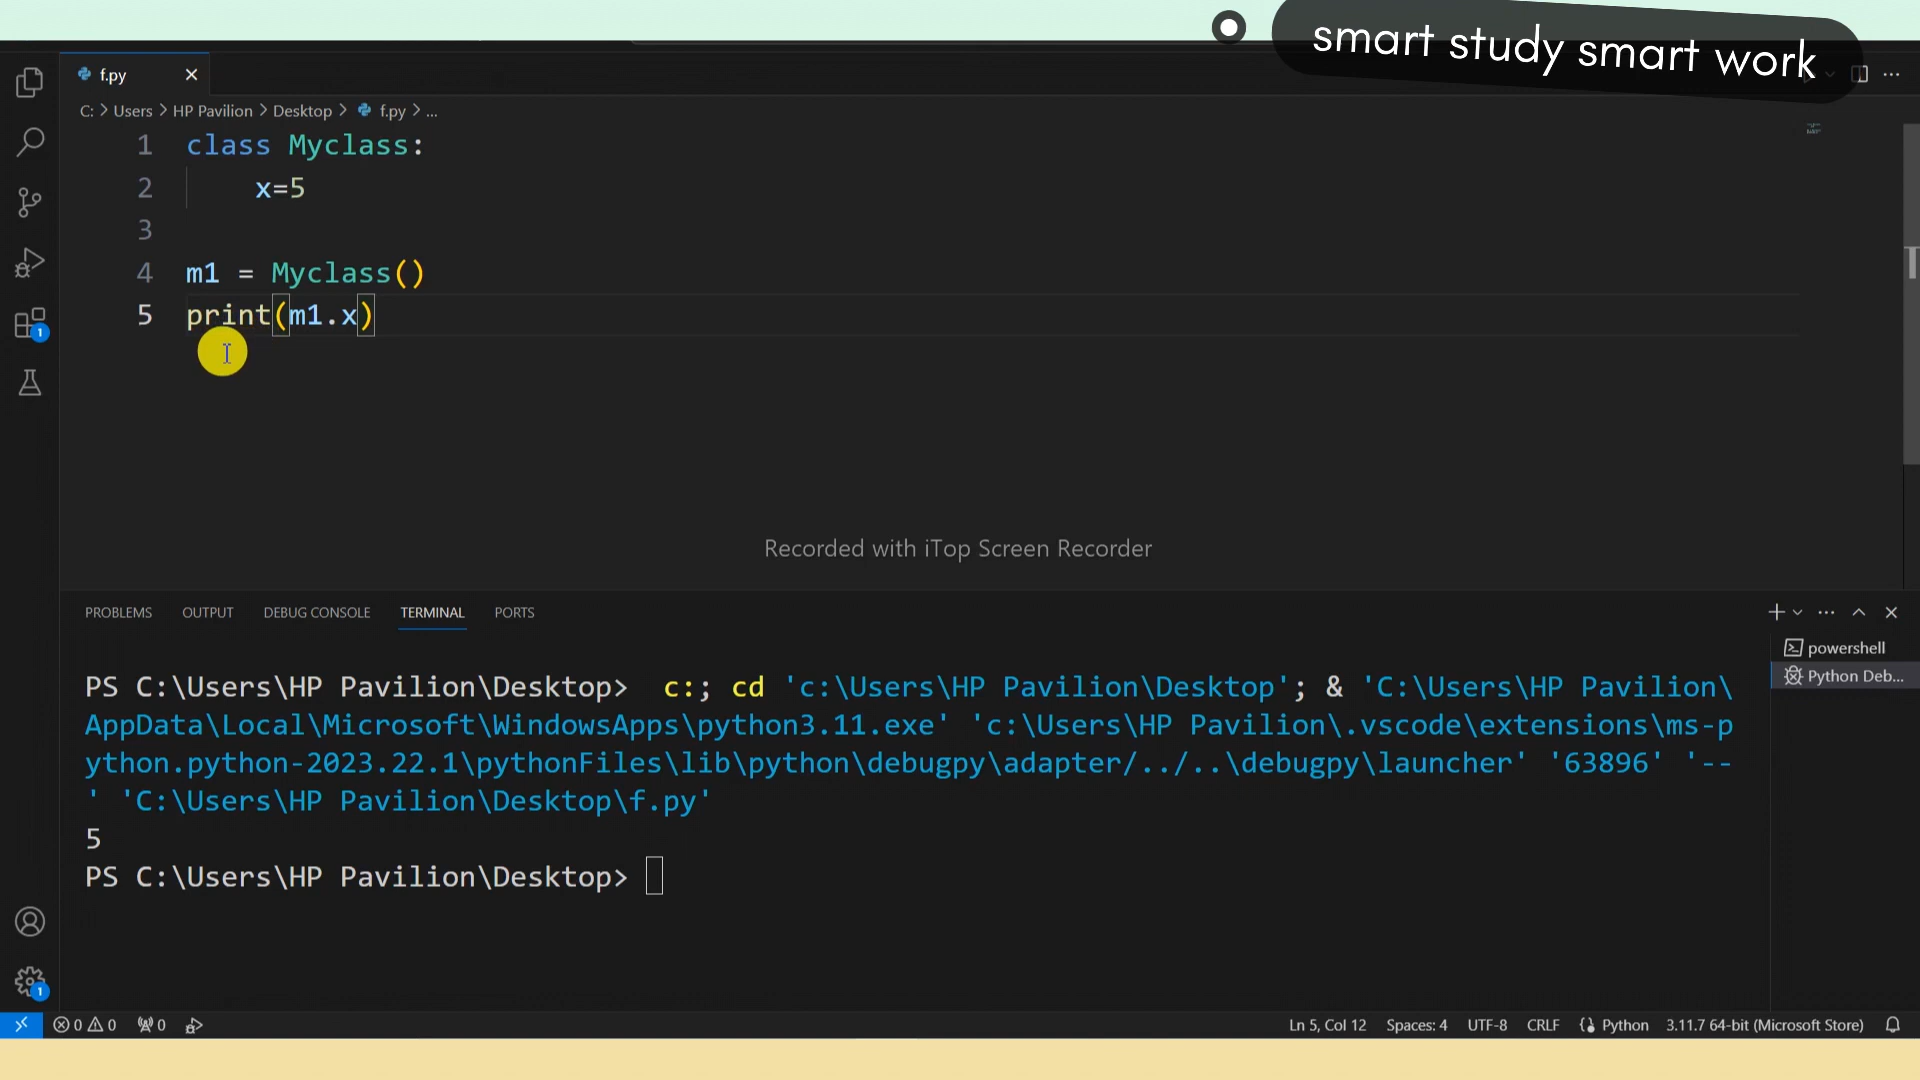 smart study smart work
f.py
C: > Users > HP Pavilion > Desktop > f.py > ...
1 class Myclass:
2 x=5
3
4 m1 = Myclass()
5 print(m1.x)
Recorded with iTop Screen Recorder
PROBLEMS OUTPUT DEBUG CONSOLE TERMINAL PORTS
powershell
Python Deb...
PS C:\Users\HP Pavilion\Desktop>  c:; cd 'c:\Users\HP Pavilion\Desktop'; & 'C:\Users\HP Pavilion\
AppData\Local\Microsoft\WindowsApps\python3.11.exe' 'c:\Users\HP Pavilion\.vscode\extensions\ms-p
ython.python-2023.22.1\pythonFiles\lib\python\debugpy\adapter/../..\debugpy\launcher' '63896' '--
' 'C:\Users\HP Pavilion\Desktop\f.py'
5
PS C:\Users\HP Pavilion\Desktop>
1
1
0 0 0 Ln 5, Col 12 Spaces: 4 UTF-8 CRLF Python 3.11.7 64-bit (Microsoft Store)